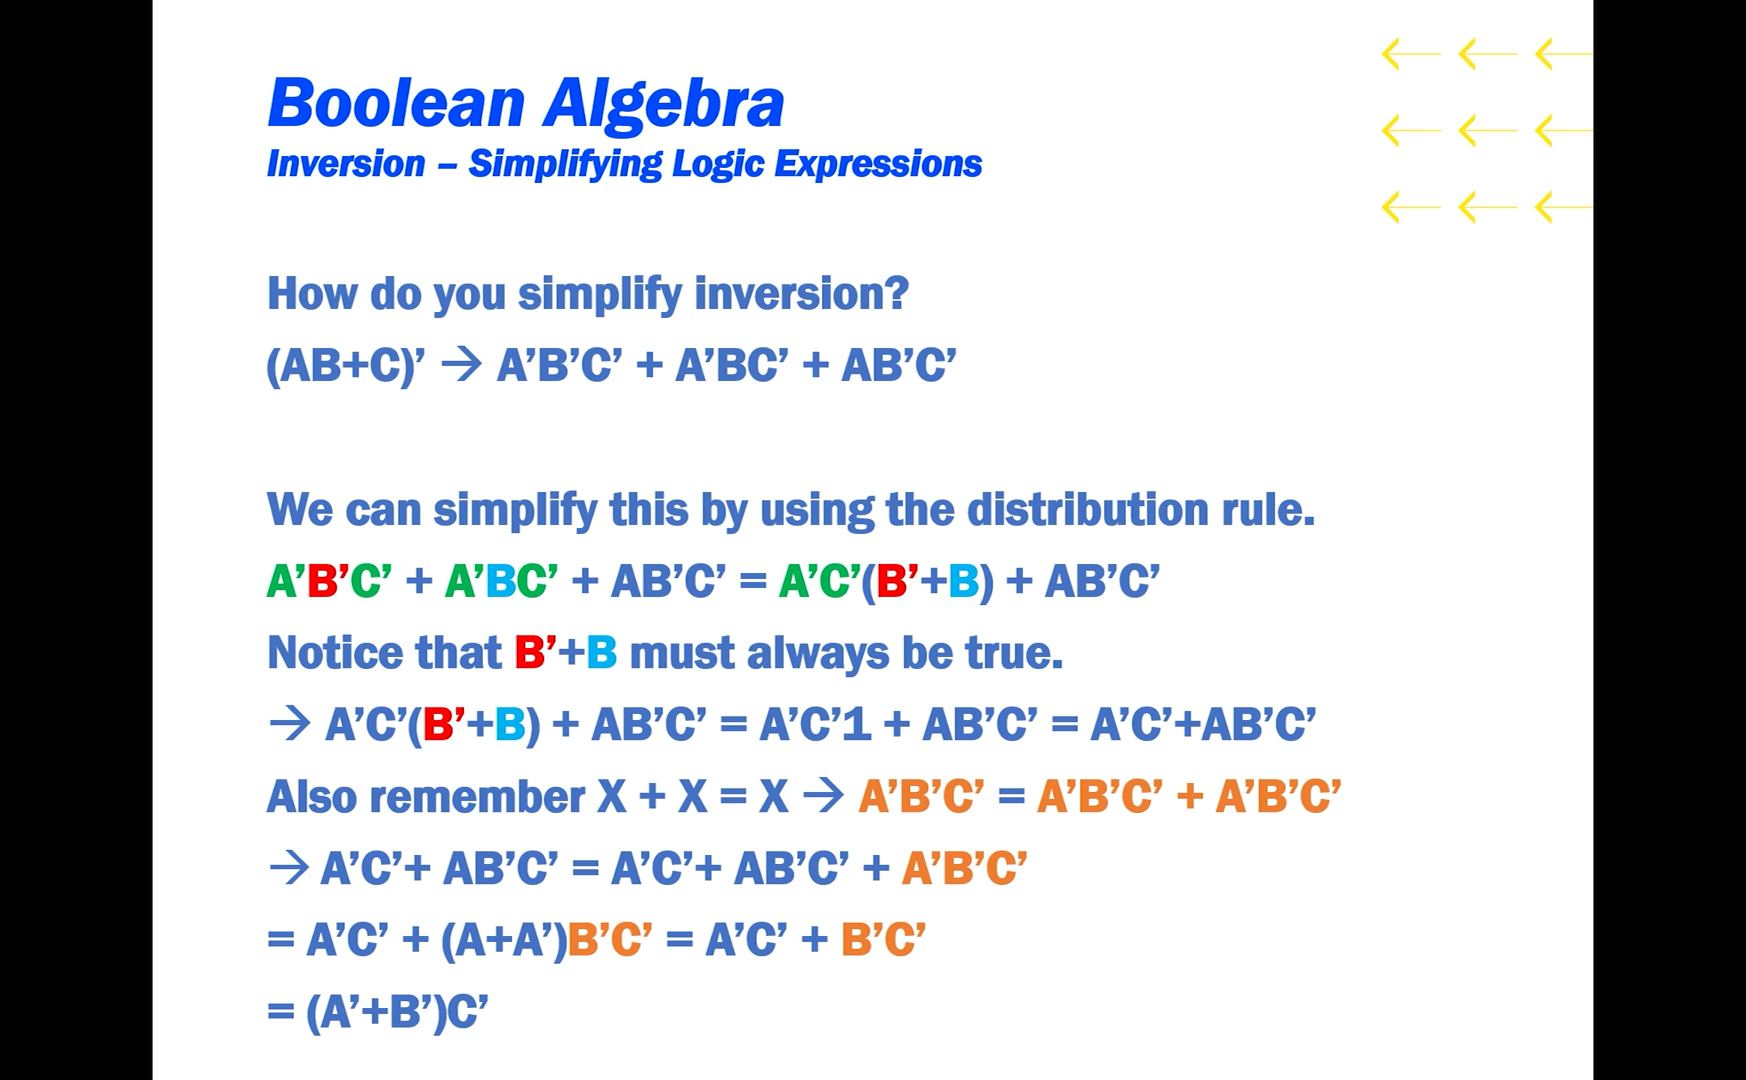 Boolean Algebra
Inversion – Simplifying Logic Expressions
How do you simplify inversion?
(AB+C)’ → A’B’C’ + A’BC’ + AB’C’
We can simplify this by using the distribution rule.
A’B’C’ + A’BC’ + AB’C’ = A’C’(B’+B) + AB’C’
Notice that B’+B must always be true.
→ A’C’(B’+B) + AB’C’ = A’C’1 + AB’C’ = A’C’+AB’C’
Also remember X + X = X → A’B’C’ = A’B’C’ + A’B’C’
→ A’C’+ AB’C’ = A’C’+ AB’C’ + A’B’C’
= A’C’ + (A+A’)B’C’ = A’C’ + B’C’
= (A’+B’)C’